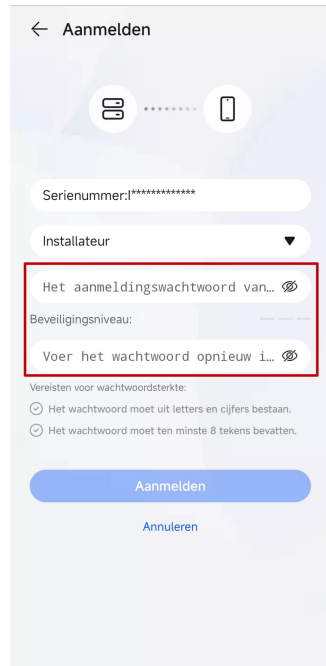 Aanmelden
Serienummer:I*************
Installateur
Het aanmeldingswachtwoord van…
Beveiligingsniveau:
Voer het wachtwoord opnieuw i…
Vereisten voor wachtwoordsterkte:
Het wachtwoord moet uit letters en cijfers bestaan.
Het wachtwoord moet ten minste 8 tekens bevatten.
Aanmelden
Annuleren